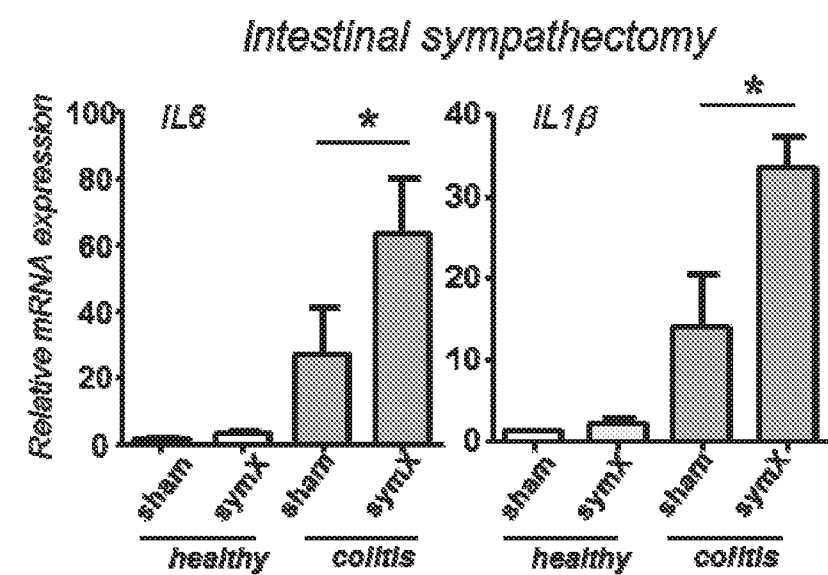 Intestinal sympathectomy
Relative mRNA expression
IL6
*
100
80
60
40
20
0
sham
symX
sham
symX
healthy
colitis
IL1β
*
40
30
20
10
0
sham
symX
sham
symX
healthy
colitis